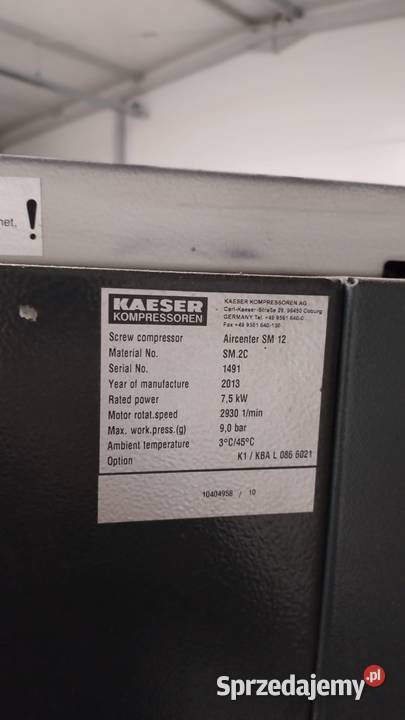 net,
!
KAESER
KOMPRESSOREN
KAESER KOMPRESSOREN AG
Carl-Kaeser-Straße 26, 96450 Coburg
GERMANY Tel. +49 9561 640-0
Fax +49 9561 640-130
Screw compressor Aircenter SM 12
Material No. SM.2C
Serial No. 1491
Year of manufacture 2013
Rated power 7,5 kW
Motor rotat.speed 2930 1/min
Max. work.press.(g) 9,0 bar
Ambient temperature 3°C/45°C
Option K1 / KBA L 086 6021
10404958 / 10
Sprzedajemy.pl